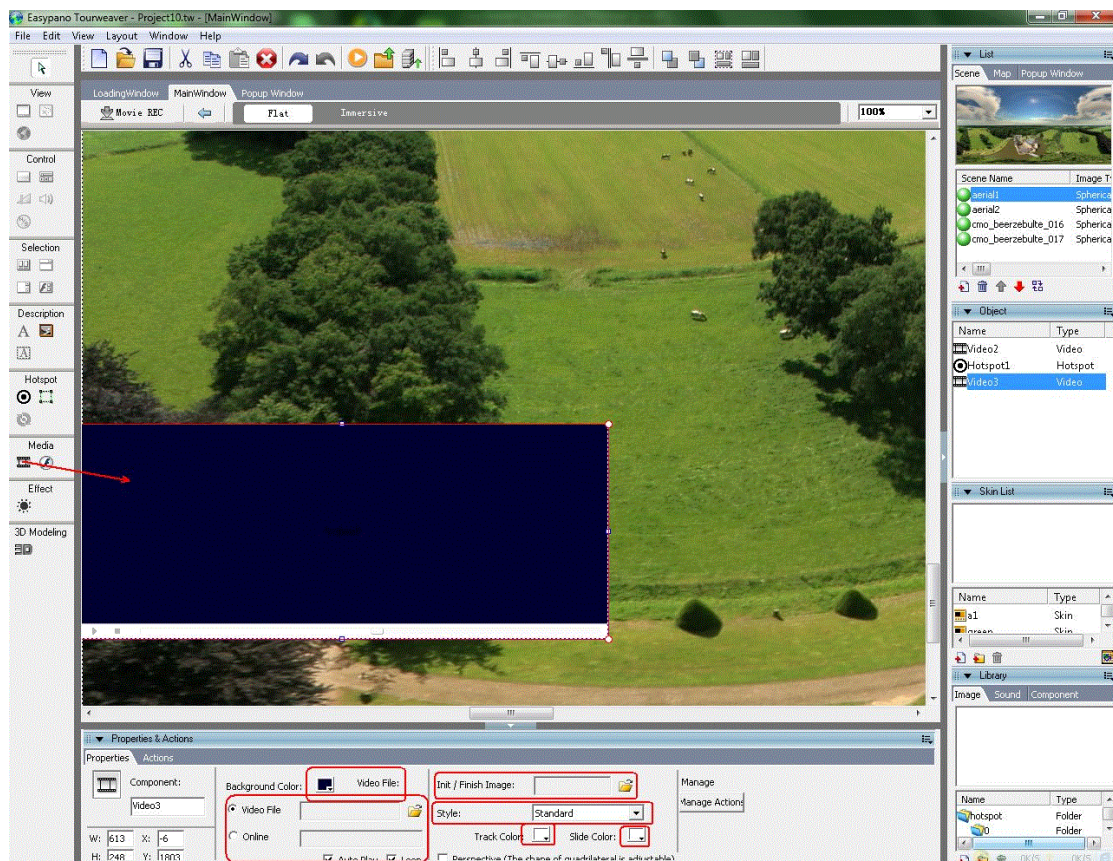 Easypano Tourweaver - Project10.tw - [MainWindow]
File Edit View Layout Window Help
View
Control
Selection
Description
Hotspot
Media
Effect
3D Modeling
3D
LoadingWindow MainWindow Popup Window
Movie REC Flat Immersive 100%
List
Scene Map Popup Window
Scene Name Image T
aerial1 Spherica
aerial2 Spherica
cmo_beerzebulte_016 Spherica
cmo_beerzebulte_017 Spherica
Object
Name Type
Video2 Video
Hotspot1 Hotspot
Video3 Video
Skin List
Name Type
a1 Skin
green Skin
Library
Image Sound Component
Name Type
hotspot Folder
0 Folder
0K/S 0K/S
Properties & Actions
Properties Actions
Component:
Video3
W: 613 X: -6
H: 248 Y: 1803
Background Color: Video File:
Video File
Online
Auto Play Loop
Init / Finish Image:
Style: Standard
Track Color: Slide Color:
Perspective (The shape of quadrilateral is adjustable)
Manage
Manage Actions